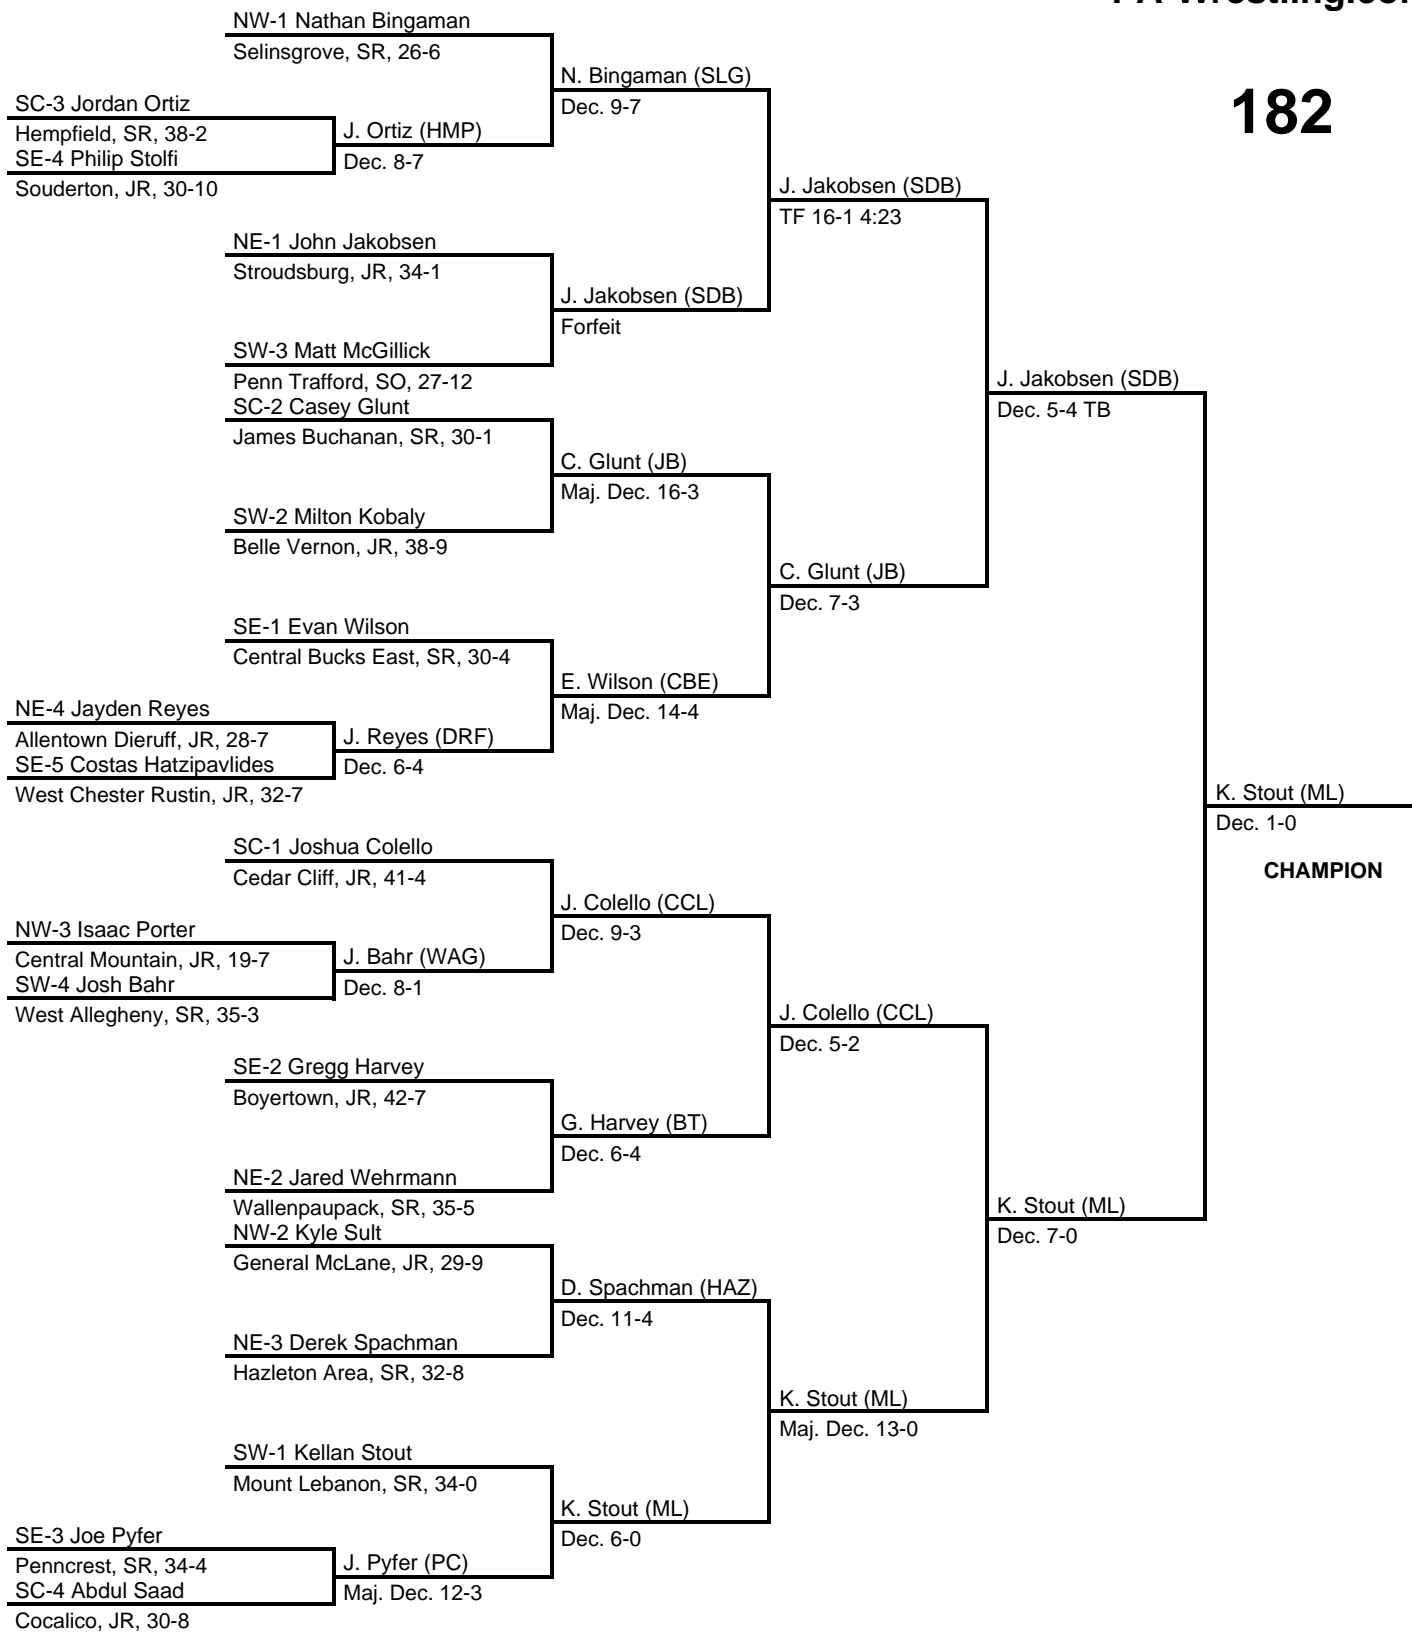 NW-1 Nathan Bingaman
Selinsgrove, SR, 26-6
N. Bingaman (SLG)
Dec. 9-7
182
SC-3 Jordan Ortiz
Hempfield, SR, 38-2
J. Ortiz (HMP)
SE-4 Philip Stolfi
Dec. 8-7
Souderton, JR, 30-10
J. Jakobsen (SDB)
TF 16-1 4:23
NE-1 John Jakobsen
Stroudsburg, JR, 34-1
J. Jakobsen (SDB)
Forfeit
SW-3 Matt McGillick
Penn Trafford, SO, 27-12
J. Jakobsen (SDB)
Dec. 5-4 TB
SC-2 Casey Glunt
James Buchanan, SR, 30-1
C. Glunt (JB)
Maj. Dec. 16-3
SW-2 Milton Kobaly
Belle Vernon, JR, 38-9
C. Glunt (JB)
Dec. 7-3
SE-1 Evan Wilson
Central Bucks East, SR, 30-4
E. Wilson (CBE)
Maj. Dec. 14-4
NE-4 Jayden Reyes
Allentown Dieruff, JR, 28-7
J. Reyes (DRF)
SE-5 Costas Hatzipavlides
Dec. 6-4
West Chester Rustin, JR, 32-7
K. Stout (ML)
Dec. 1-0
CHAMPION
SC-1 Joshua Colello
Cedar Cliff, JR, 41-4
J. Colello (CCL)
Dec. 9-3
NW-3 Isaac Porter
Central Mountain, JR, 19-7
J. Bahr (WAG)
SW-4 Josh Bahr
Dec. 8-1
West Allegheny, SR, 35-3
J. Colello (CCL)
Dec. 5-2
SE-2 Gregg Harvey
Boyertown, JR, 42-7
G. Harvey (BT)
Dec. 6-4
NE-2 Jared Wehrmann
Wallenpaupack, SR, 35-5
K. Stout (ML)
Dec. 7-0
NW-2 Kyle Sult
General McLane, JR, 29-9
D. Spachman (HAZ)
Dec. 11-4
NE-3 Derek Spachman
Hazleton Area, SR, 32-8
K. Stout (ML)
Maj. Dec. 13-0
SW-1 Kellan Stout
Mount Lebanon, SR, 34-0
K. Stout (ML)
Dec. 6-0
SE-3 Joe Pyfer
Penncrest, SR, 34-4
J. Pyfer (PC)
SC-4 Abdul Saad
Maj. Dec. 12-3
Cocalico, JR, 30-8